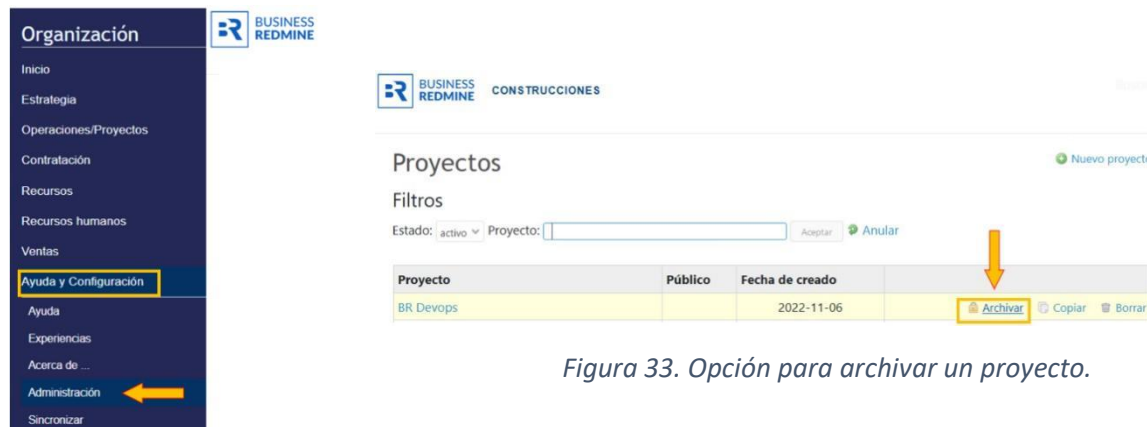 Organización
Inicio
Estrategia
Operaciones/Proyectos
Contratación
Recursos
Recursos humanos
Ventas
Ayuda y Configuración
Ayuda
Experiencias
Acerca de ...
Administración
Sincronizar
BUSINESS
REDMINE
BUSINESS
REDMINE
CONSTRUCCIONES
Proyectos
Nuevo proyecto
Filtros
Estado: activo Proyecto: Aceptar Anular
Proyecto Público Fecha de creado
BR Devops 2022-11-06 Archivar Copiar Borrar
Figura 33. Opción para archivar un proyecto.